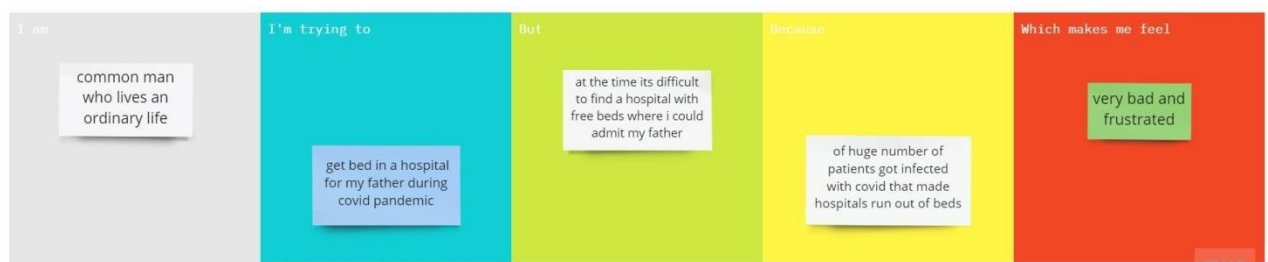 I am
common man
who lives an
ordinary life
I'm trying to
get bed in a hospital
for my father during
covid pandemic
But
at the time its difficult
to find a hospital with
free beds where i could
admit my father
Because
of huge number of
patients got infected
with covid that made
hospitals run out of beds
Which makes me feel
very bad and
frustrated